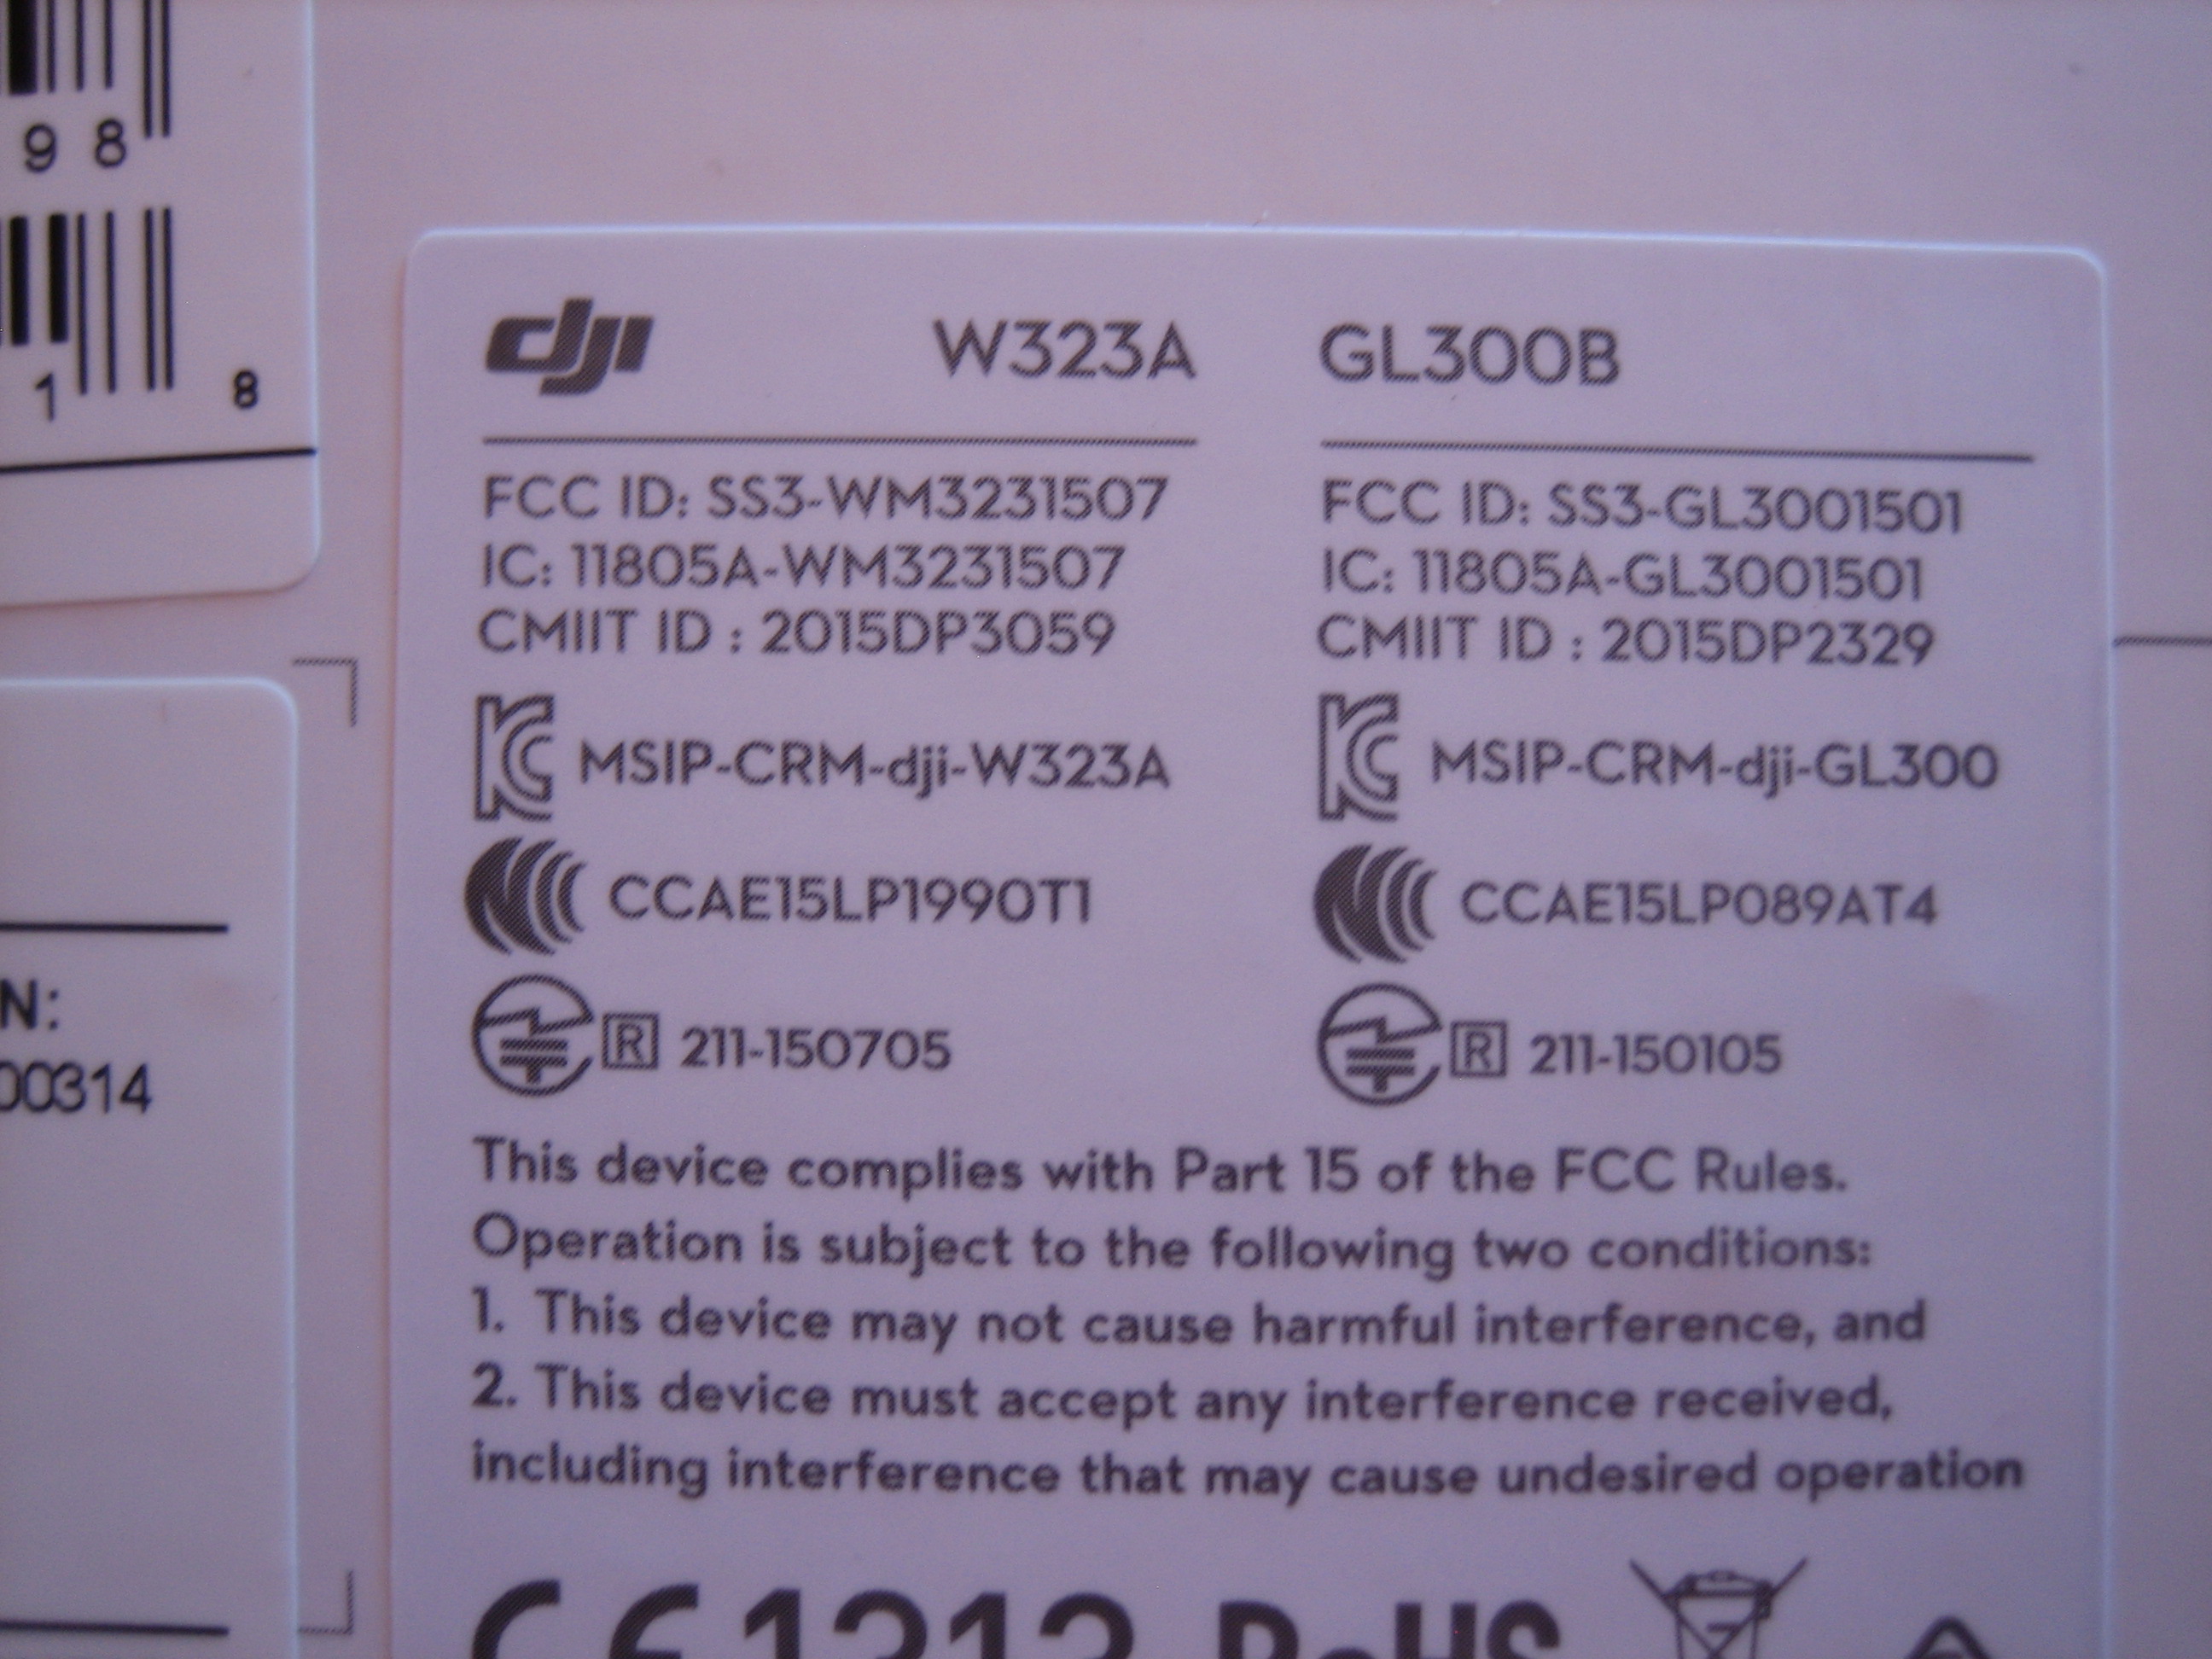 9 8
1 8
N:
00314
dji W323A GL300B
FCC ID: SS3-WM3231507 FCC ID: SS3-GL3001501
IC: 11805A-WM3231507 IC: 11805A-GL3001501
CMIIT ID : 2015DP3059 CMIIT ID : 2015DP2329
MSIP-CRM-dji-W323A MSIP-CRM-dji-GL300
CCAE15LP1990T1 CCAE15LP089AT4
R 211-150705 R 211-150105
This device complies with Part 15 of the FCC Rules.
Operation is subject to the following two conditions:
1. This device may not cause harmful interference, and
2. This device must accept any interference received,
including interference that may cause undesired operation
CE RoHS